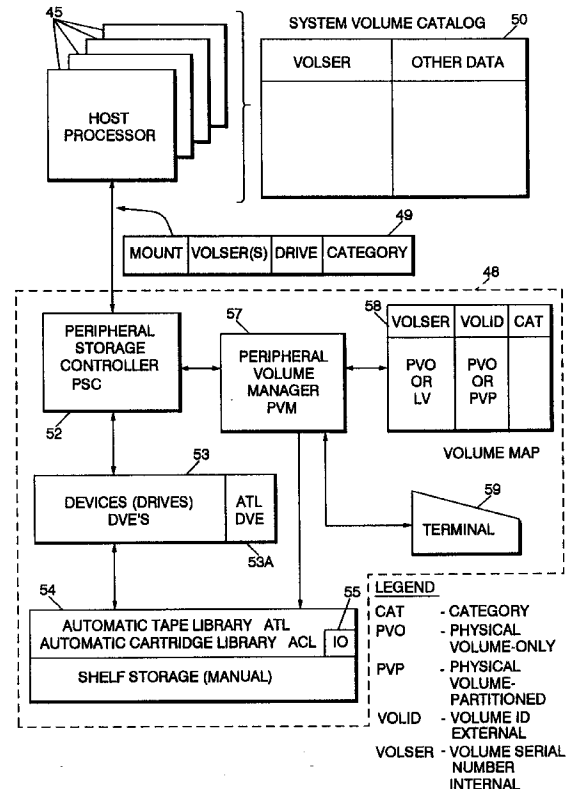 45
SYSTEM VOLUME CATALOG
50
VOLSER
OTHER DATA
HOST
PROCESSOR
49
MOUNT VOLSER(S) DRIVE CATEGORY
48
PERIPHERAL
STORAGE
CONTROLLER
PSC
52
57
PERIPHERAL
VOLUME
MANAGER
PVM
58
VOLSER VOLID CAT
PVO
OR
LV
PVO
OR
PVP
VOLUME MAP
53
DEVICES (DRIVES)
DVE'S
ATL
DVE
53A
59
TERMINAL
54
55
AUTOMATIC TAPE LIBRARY ATL
AUTOMATIC CARTRIDGE LIBRARY ACL
IO
SHELF STORAGE (MANUAL)
LEGEND
CAT - CATEGORY
PVO - PHYSICAL
VOLUME-ONLY
PVP - PHYSICAL
VOLUME-
PARTITIONED
VOLID - VOLUME ID
EXTERNAL
VOLSER - VOLUME SERIAL
NUMBER
INTERNAL